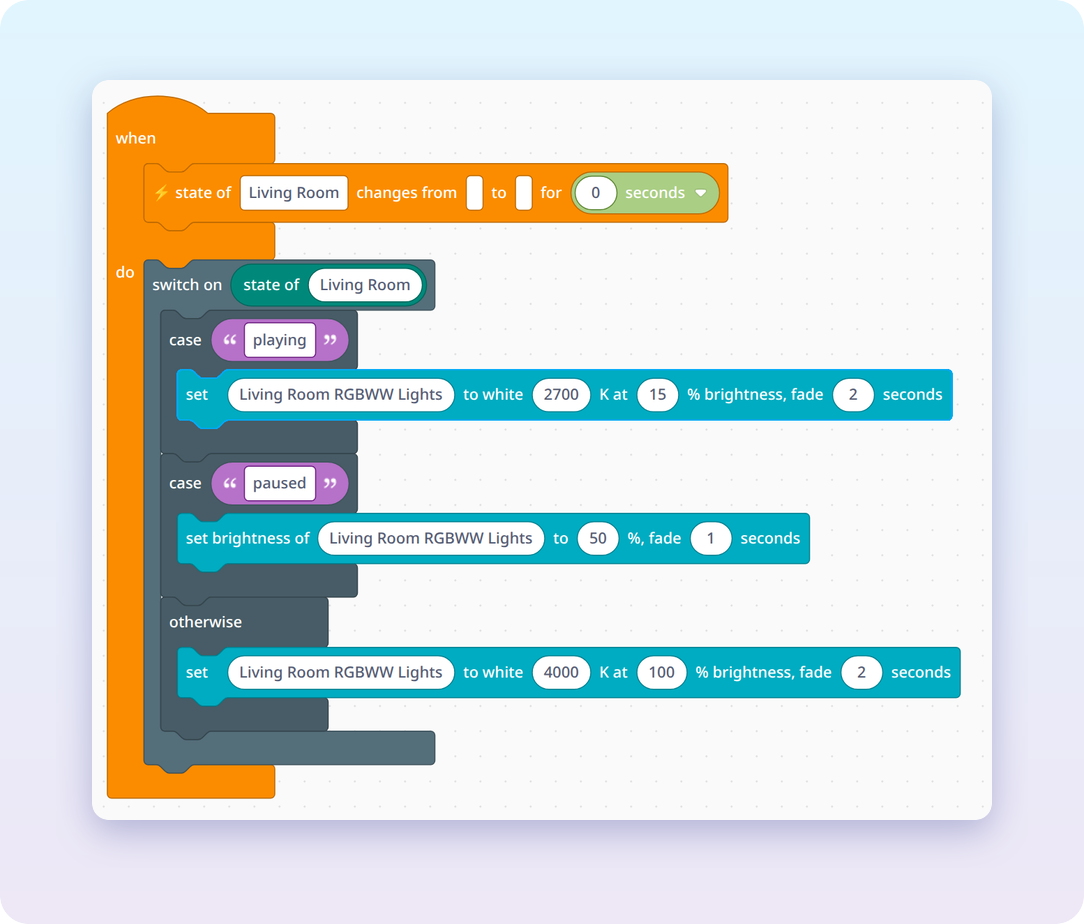 when
⚡ state of Living Room changes from to for 0 seconds
do
switch on state of Living Room
case “ playing ”
set Living Room RGBWW Lights to white 2700 K at 15 % brightness, fade 2 seconds
case “ paused ”
set brightness of Living Room RGBWW Lights to 50 %, fade 1 seconds
otherwise
set Living Room RGBWW Lights to white 4000 K at 100 % brightness, fade 2 seconds